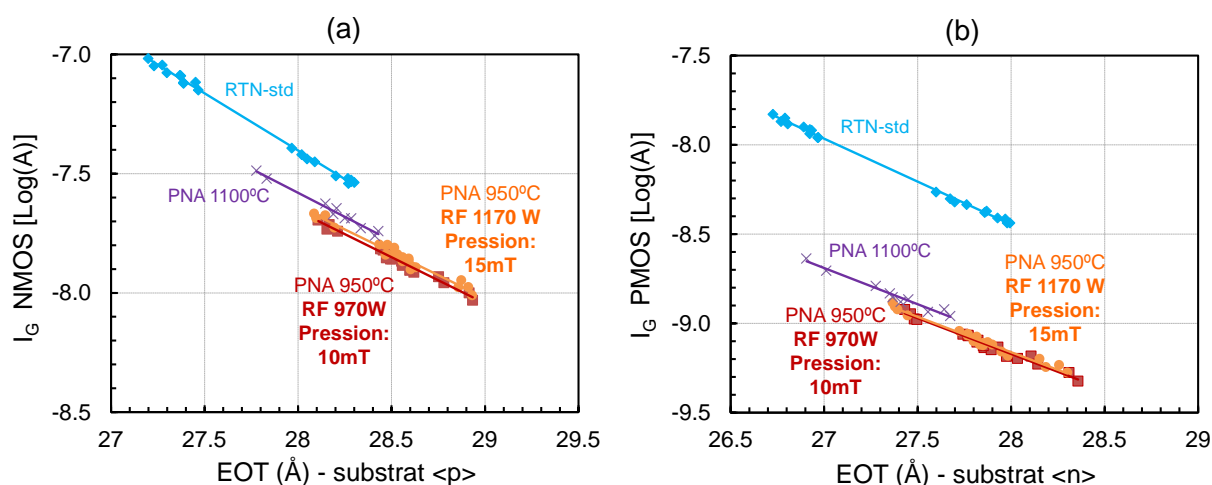 (a)
-7.0
-7.5
-8.0
-8.5
I_G NMOS [Log(A)]
RTN-std
PNA 1100ºC
PNA 950ºC
RF 1170 W
Pression:
15mT
PNA 950ºC
RF 970W
Pression:
10mT
27
27.5
28
28.5
29
29.5
EOT (Å) - substrat <p>
(b)
-7.5
-8.0
-8.5
-9.0
-9.5
I_G PMOS [Log(A)]
RTN-std
PNA 1100ºC
PNA 950ºC
RF 1170 W
Pression:
15mT
PNA 950ºC
RF 970W
Pression:
10mT
26.5
27
27.5
28
28.5
29
EOT (Å) - substrat <n>